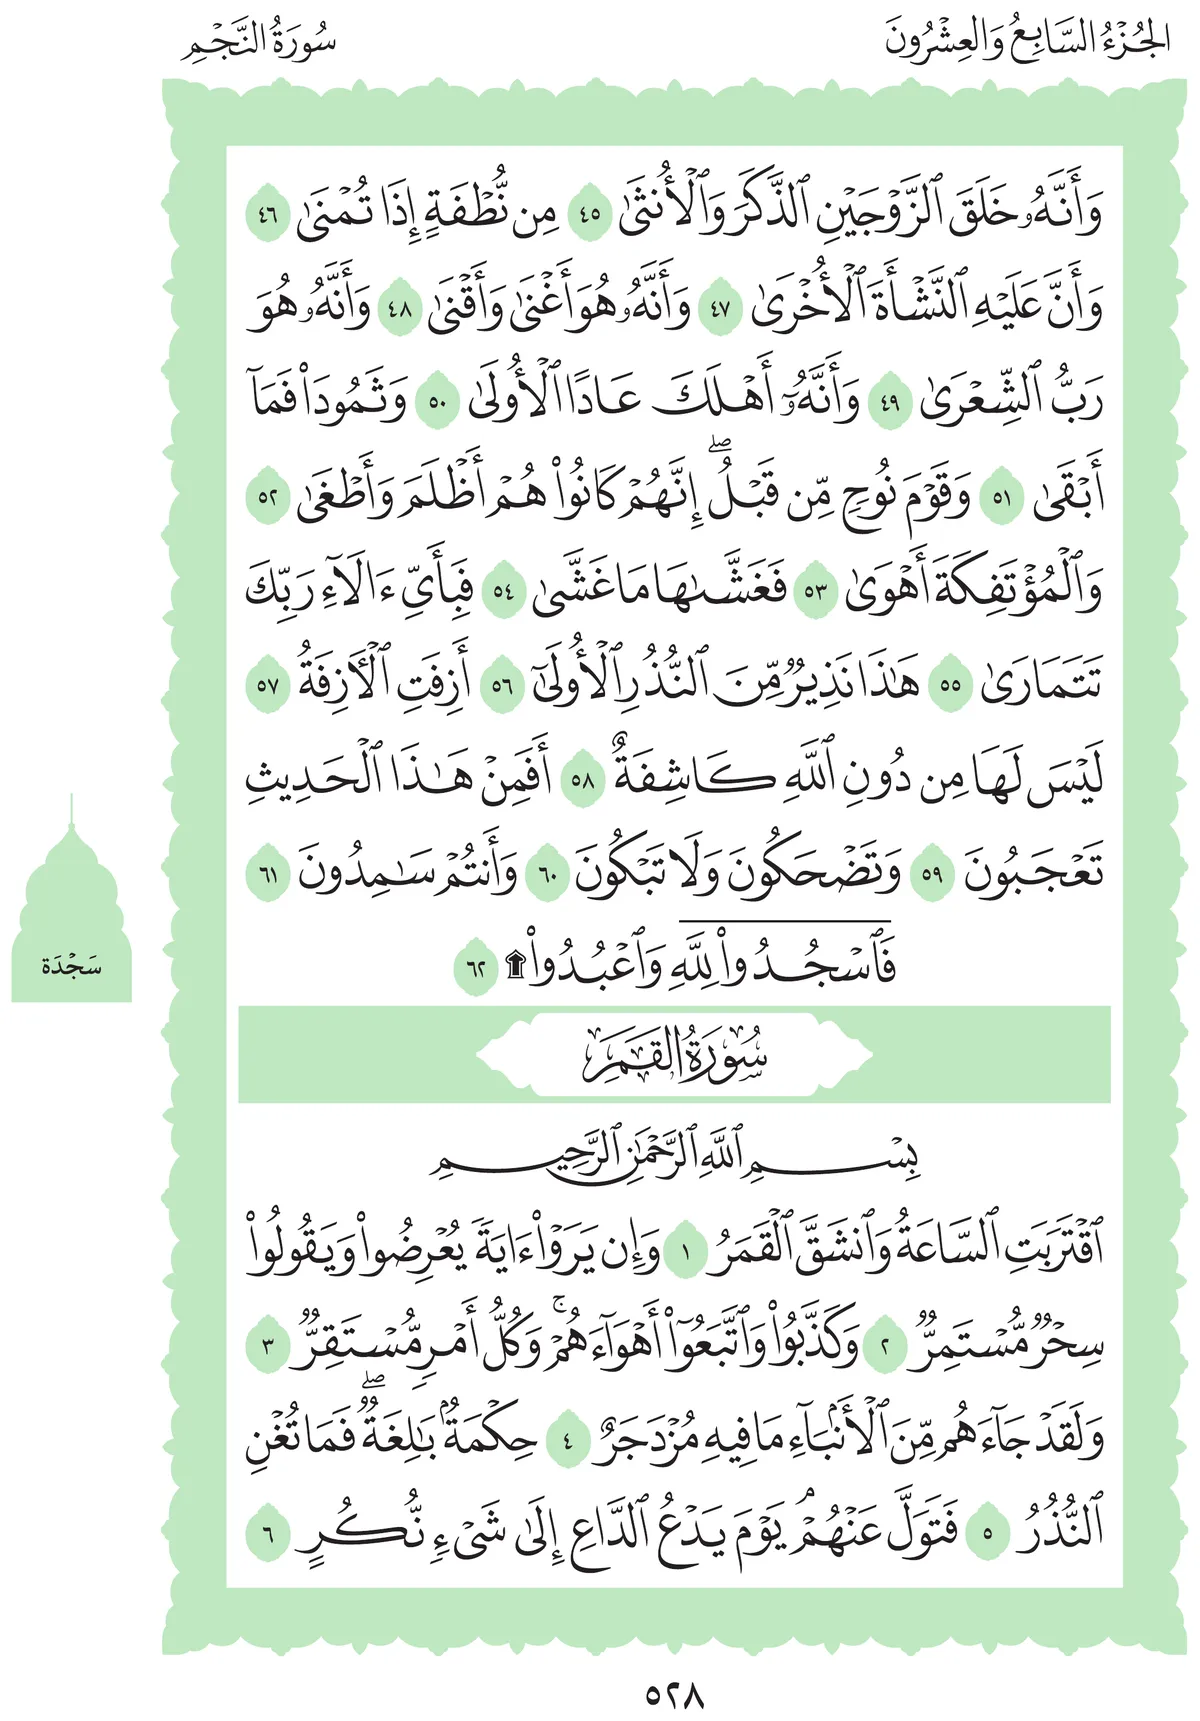 الجُزْءُ السَّابِعُ وَالعِشْرُونَ
سُورَةُ النَّجْمِ
وَأَنَّهُۥ خَلَقَ ٱلزَّوْجَيْنِ ٱلذَّكَرَ وَٱلْأُنثَىٰ ٤٥ مِن نُّطْفَةٍ إِذَا تُمْنَىٰ ٤٦
وَأَنَّ عَلَيْهِ ٱلنَّشْأَةَ ٱلْأُخْرَىٰ ٤٧ وَأَنَّهُۥ هُوَ أَغْنَىٰ وَأَقْنَىٰ ٤٨ وَأَنَّهُۥ هُوَ
رَبُّ ٱلشِّعْرَىٰ ٤٩ وَأَنَّهُۥٓ أَهْلَكَ عَادًا ٱلْأُولَىٰ ٥٠ وَثَمُودَا۟ فَمَآ
أَبْقَىٰ ٥١ وَقَوْمَ نُوحٍ مِّن قَبْلُ ۖ إِنَّهُمْ كَانُوا۟ هُمْ أَظْلَمَ وَأَطْغَىٰ ٥٢
وَٱلْمُؤْتَفِكَةَ أَهْوَىٰ ٥٣ فَغَشَّىٰهَا مَا غَشَّىٰ ٥٤ فَبِأَىِّ ءَالَآءِ رَبِّكَ
تَتَمَارَىٰ ٥٥ هَـٰذَا نَذِيرٌ مِّنَ ٱلنُّذُرِ ٱلْأُولَىٰٓ ٥٦ أَزِفَتِ ٱلْـَٔازِفَةُ ٥٧
لَيْسَ لَهَا مِن دُونِ ٱللَّهِ كَاشِفَةٌ ٥٨ أَفَمِنْ هَـٰذَا ٱلْحَدِيثِ
تَعْجَبُونَ ٥٩ وَتَضْحَكُونَ وَلَا تَبْكُونَ ٦٠ وَأَنتُمْ سَـٰمِدُونَ ٦١
فَٱسْجُدُوا۟ لِلَّهِ وَٱعْبُدُوا۟ ۩ ٦٢
سَجْدَة
سُورَةُ القَمَرِ
بِسْمِ ٱللَّهِ ٱلرَّحْمَـٰنِ ٱلرَّحِيمِ
ٱقْتَرَبَتِ ٱلسَّاعَةُ وَٱنشَقَّ ٱلْقَمَرُ ١ وَإِن يَرَوْا۟ ءَايَةً يُعْرِضُوا۟ وَيَقُولُوا۟
سِحْرٌ مُّسْتَمِرٌّ ٢ وَكَذَّبُوا۟ وَٱتَّبَعُوٓا۟ أَهْوَآءَهُمْ ۚ وَكُلُّ أَمْرٍ مُّسْتَقِرٌّ ٣
وَلَقَدْ جَآءَهُم مِّنَ ٱلْأَنۢبَآءِ مَا فِيهِ مُزْدَجَرٌ ٤ حِكْمَةٌۢ بَـٰلِغَةٌ ۖ فَمَا تُغْنِ
ٱلنُّذُرُ ٥ فَتَوَلَّ عَنْهُمْ ۘ يَوْمَ يَدْعُ ٱلدَّاعِ إِلَىٰ شَىْءٍ نُّكُرٍ ٦
٥٢٨